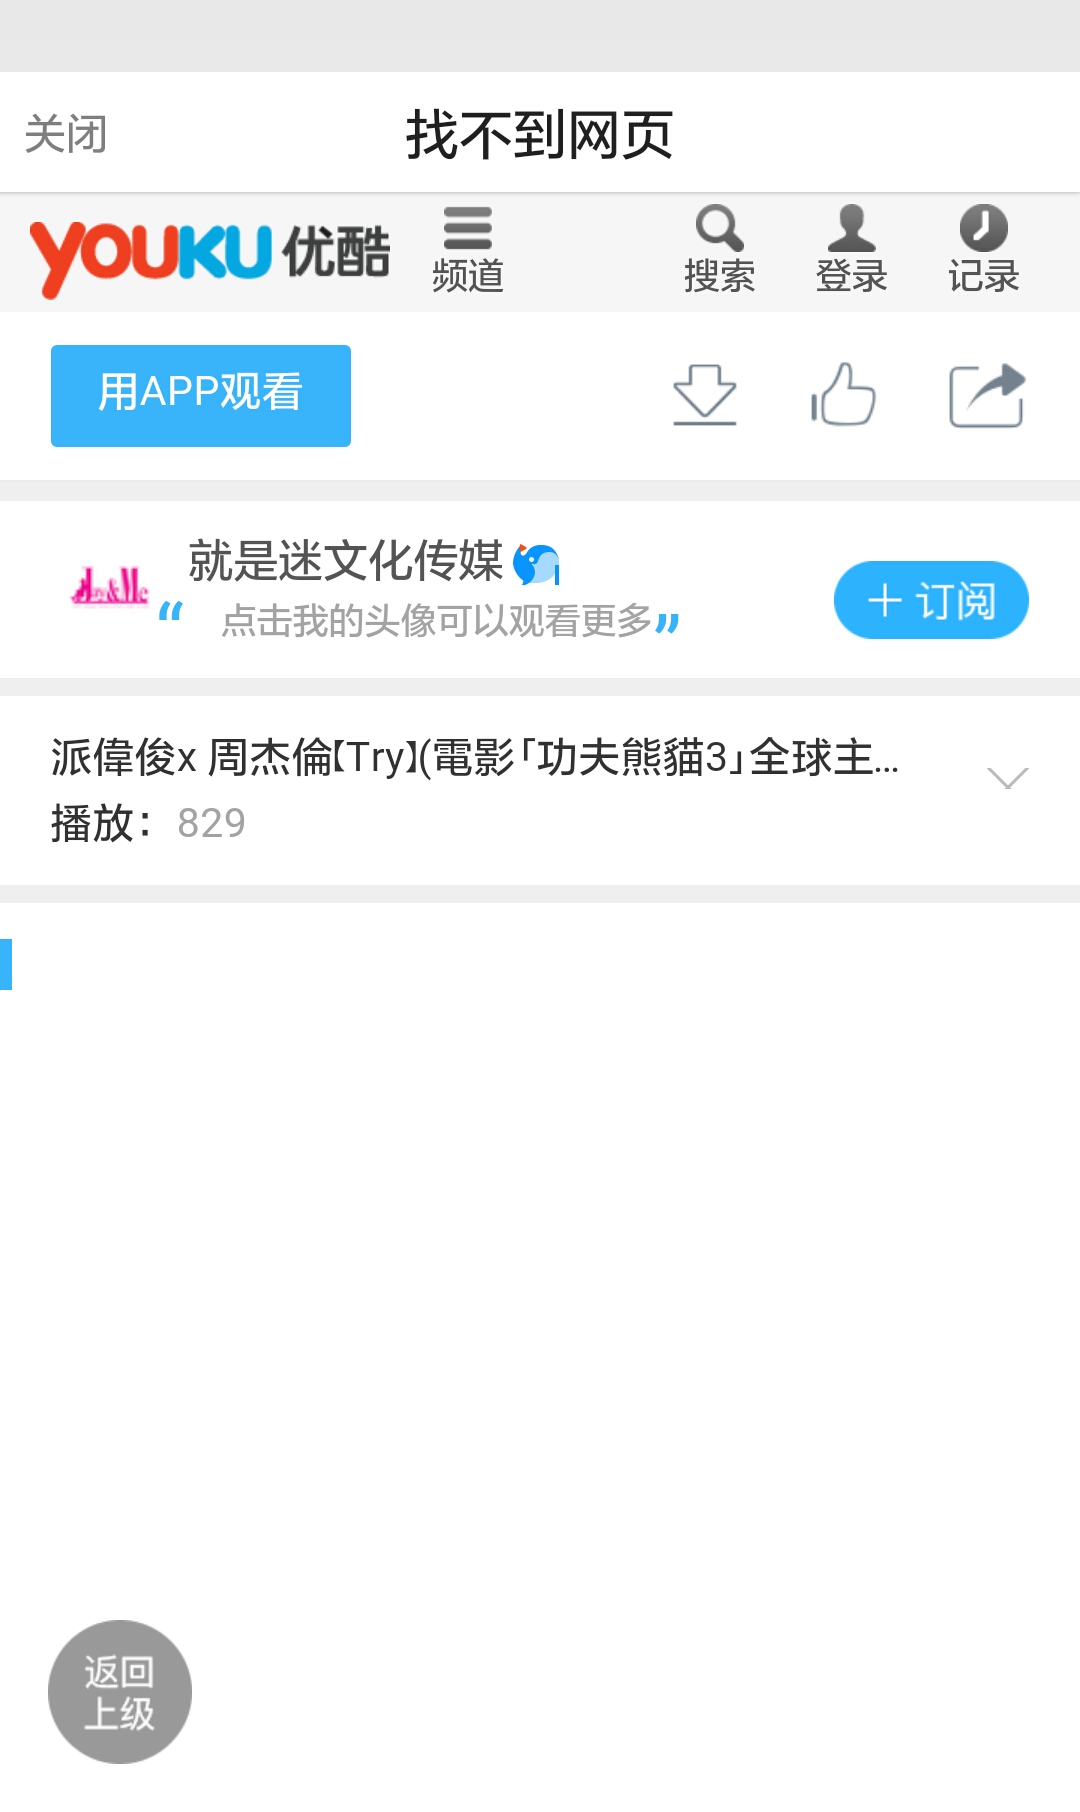 关闭
找不到网页
YOUKU 优酷
频道
搜索
登录
记录
用APP观看
就是迷文化传媒
“ 点击我的头像可以观看更多”
＋订阅
派偉俊x 周杰倫【Try】(電影「功夫熊貓3」全球主...
播放：829
返回
上级